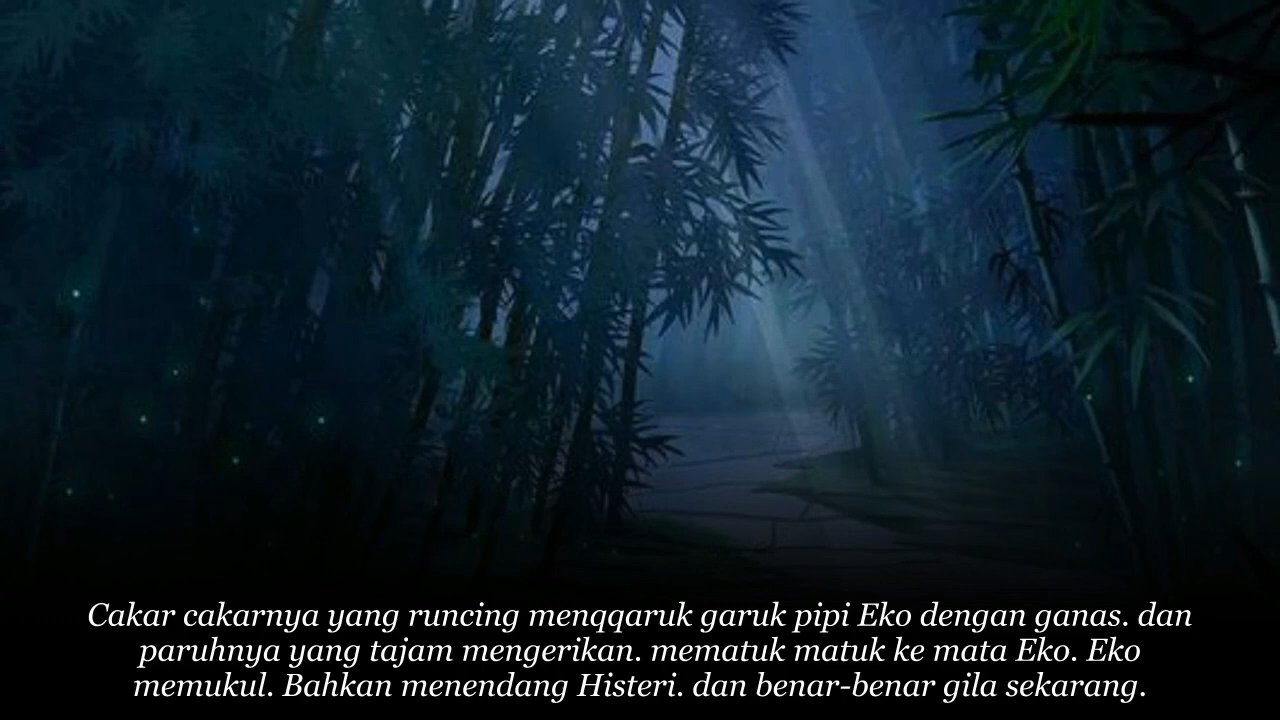 Cakar cakarnya yang runcing menqqaruk garuk pipi Eko dengan ganas. dan
paruhnya yang tajam mengerikan. mematuk matuk ke mata Eko. Eko
memukul. Bahkan menendang Histeri. dan benar-benar gila sekarang.